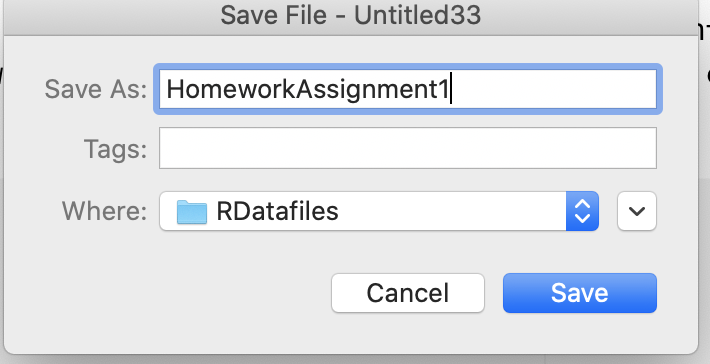 Save File - Untitled33
Save As: HomeworkAssignment1
Tags:
Where: RDatafiles
Cancel Save